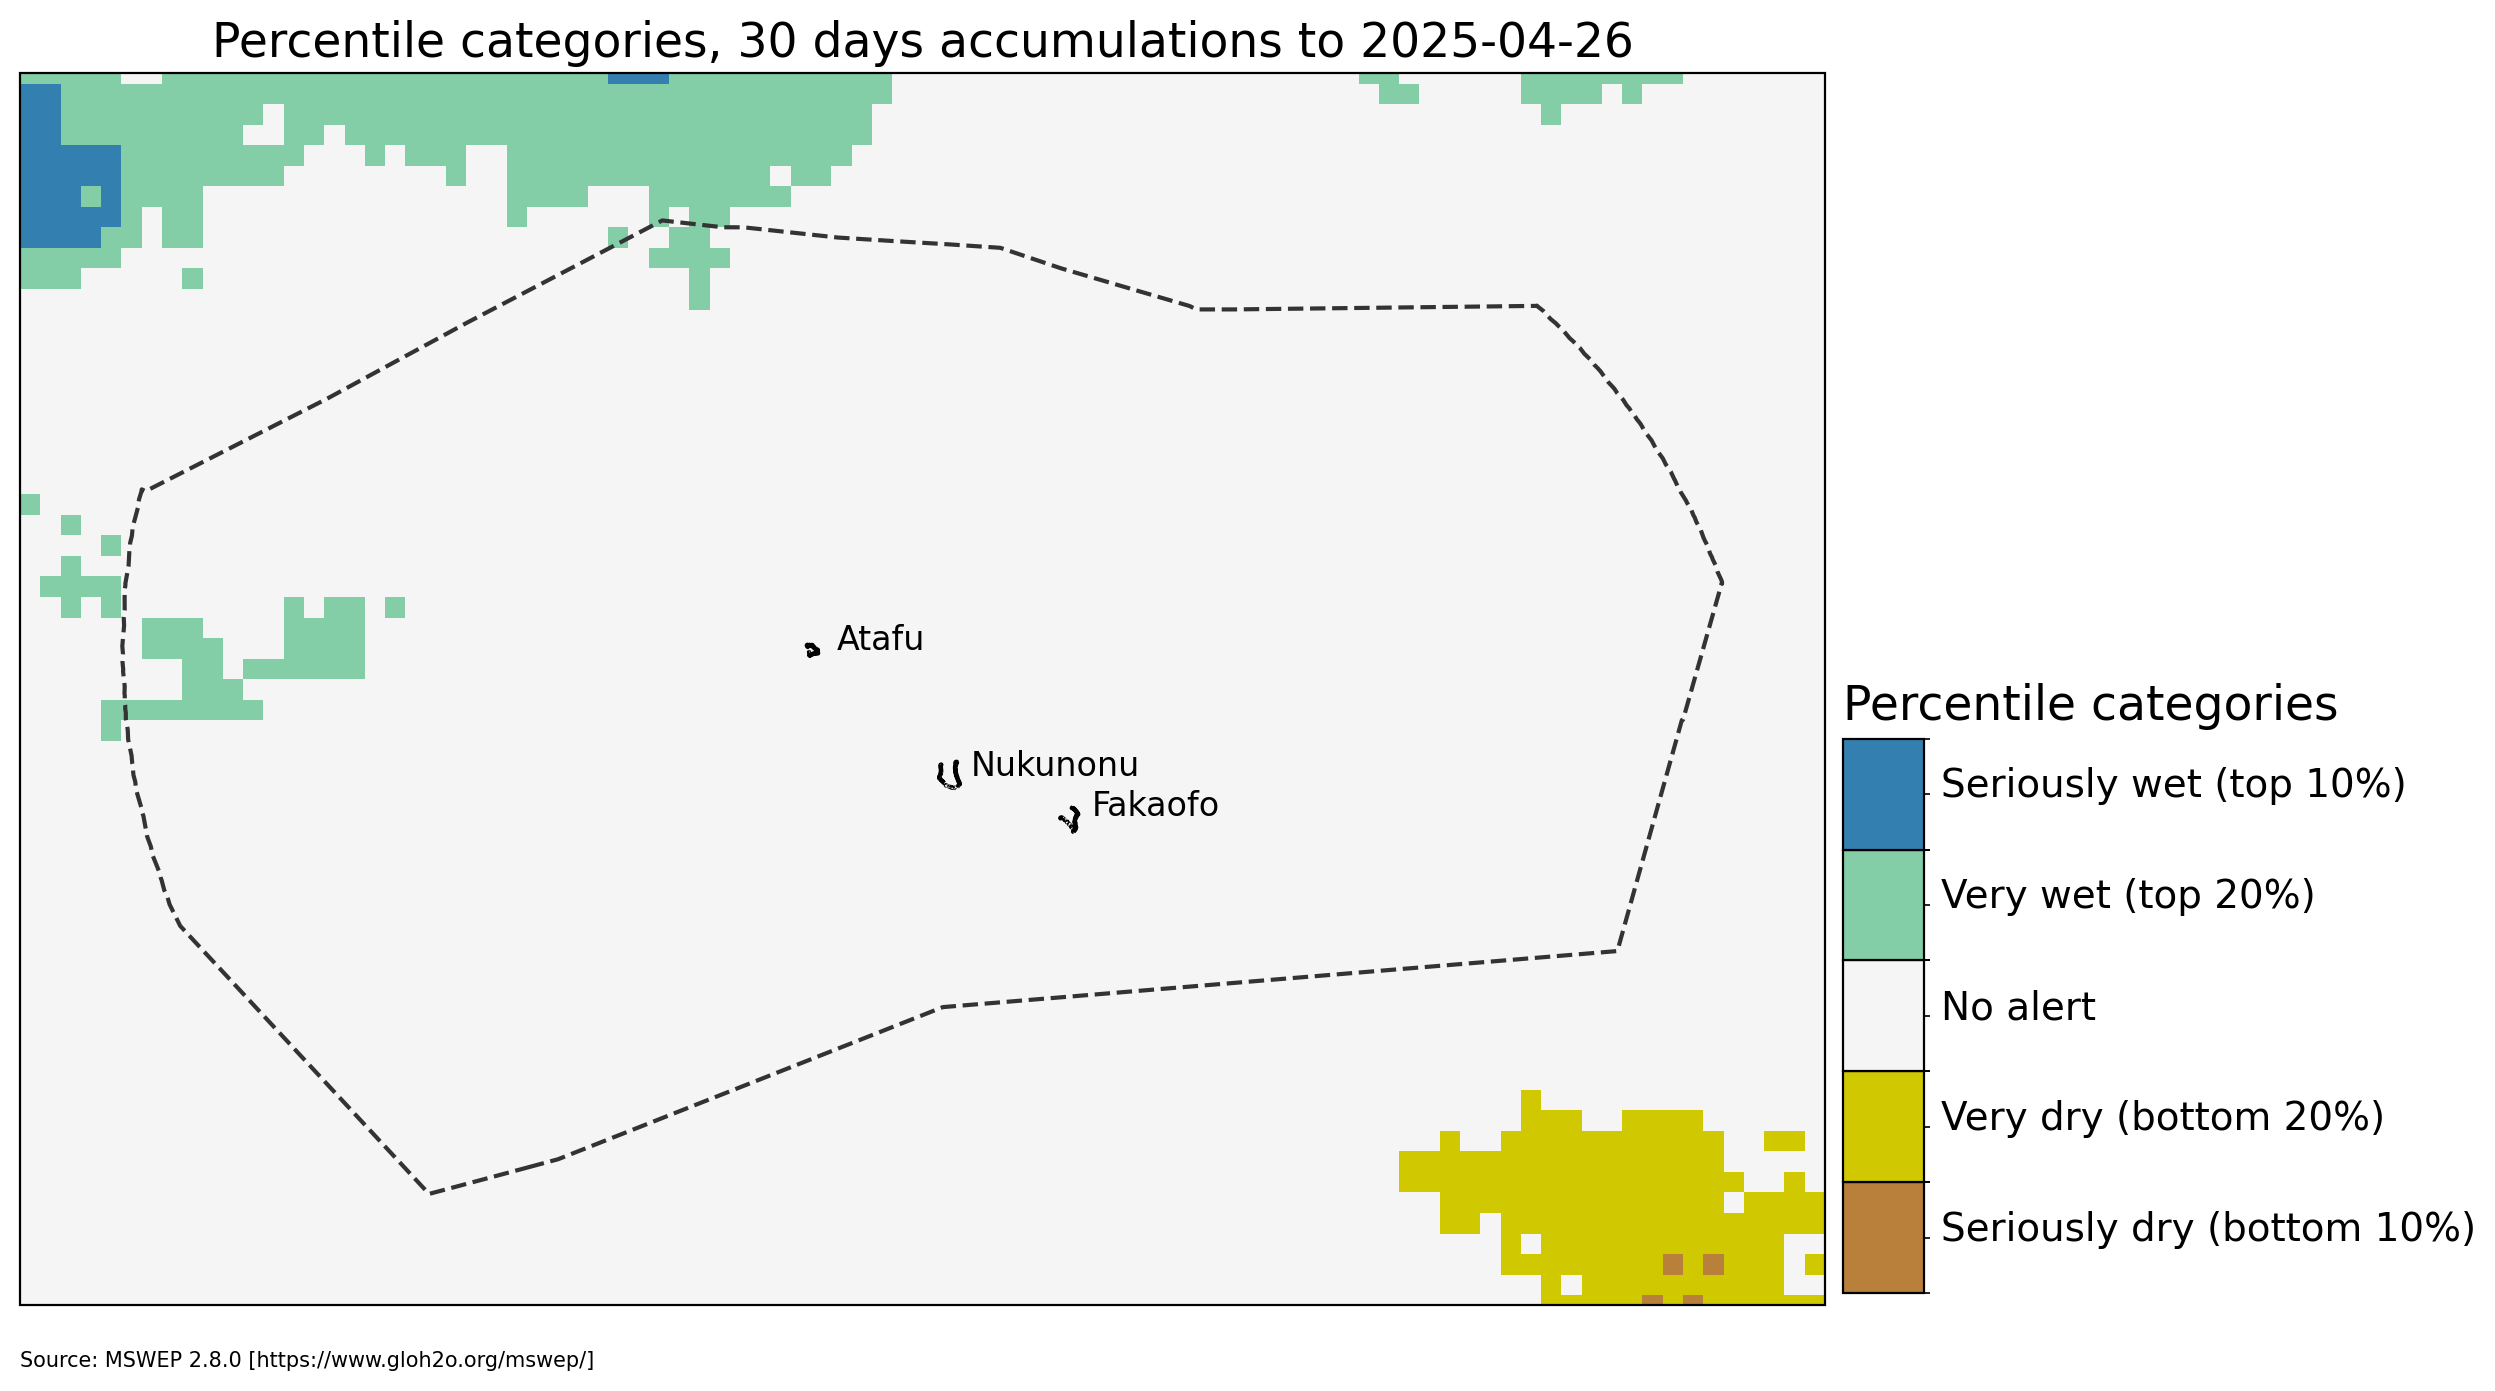 Percentile categories, 30 days accumulations to 2025-04-26
Atafu
Nukunonu
Fakaofo
Percentile categories
Seriously wet (top 10%)
Very wet (top 20%)
No alert
Very dry (bottom 20%)
Seriously dry (bottom 10%)
Source: MSWEP 2.8.0 [https://www.gloh2o.org/mswep/]